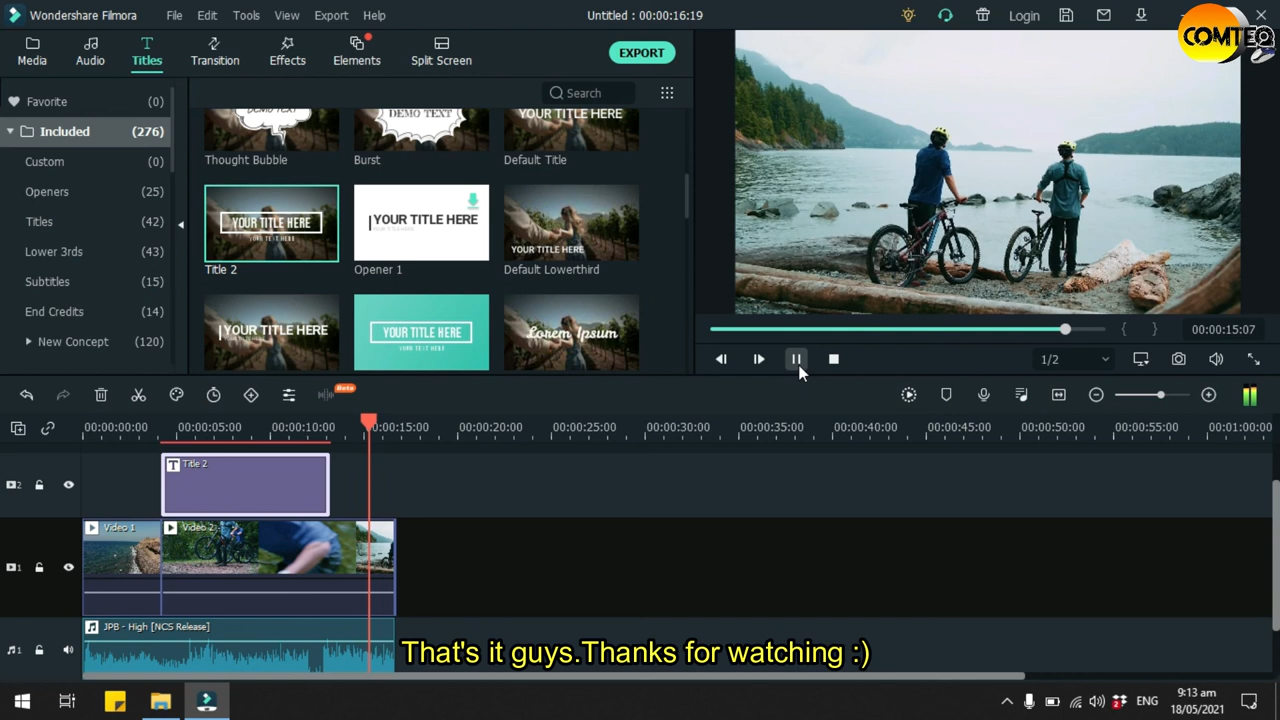 Wondershare Filmora File Edit Tools View Export Help Untitled : 00:00:16:19 Login
COMTEQ
Media Audio Titles Transition Effects Elements Split Screen EXPORT
Favorite (0)
Included (276)
Custom (0)
Openers (25)
Titles (42)
Lower 3rds (43)
Subtitles (15)
End Credits (14)
New Concept (120)
Search
DEMO TEXT DEMO TEXT YOUR TITLE HERE
Thought Bubble Burst Default Title
YOUR TITLE HERE YOUR TITLE HERE YOUR TITLE HERE
YOUR TEXT HERE
Title 2 Opener 1 Default Lowerthird
YOUR TITLE HERE YOUR TITLE HERE Lorem Ipsum
00:00:15:07
1/2
Beta
00:00:00:00 00:00:05:00 00:00:10:00 00:00:15:00 00:00:20:00 00:00:25:00 00:00:30:00 00:00:35:00 00:00:40:00 00:00:45:00 00:00:50:00 00:00:55:00 00:01:00:00
2 T Title 2
1 Video 1 Video 2
1 JPB - High [NCS Release]
That's it guys.Thanks for watching :)
ENG 9:13 am
18/05/2021